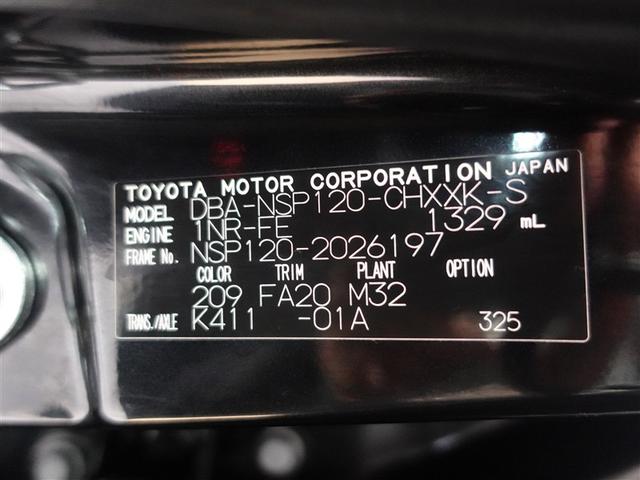 TOYOTA MOTOR CORPORATION JAPAN
MODEL DBA-NSP120-CHXXK-S
ENGINE 1NR-FE 1329 mL
FRAME No. NSP120-2026197
COLOR TRIM PLANT OPTION
209 FA20 M32
TRANS./AXLE K411 -01A 325